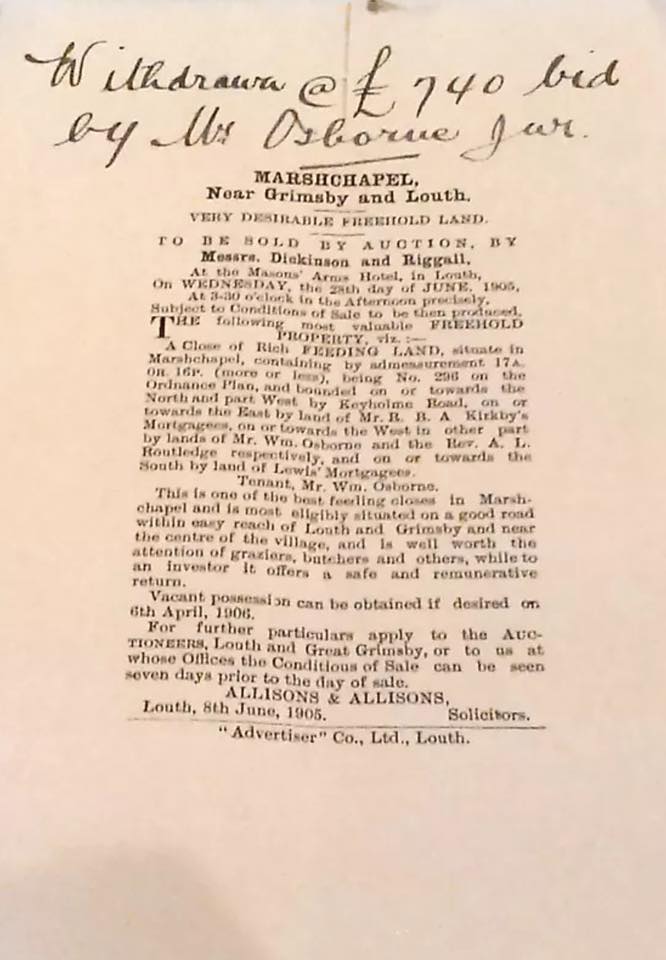 Withdrawn @ £740 bid
by Mr Osborne Jur.
MARSHCHAPEL,
Near Grimsby and Louth.
VERY DESIRABLE FREEHOLD LAND.
TO BE SOLD BY AUCTION, BY
Messrs. Dickinson and Riggall,
At the Masons' Arms Hotel, in Louth,
On WEDNESDAY, the 28th day of JUNE, 1905,
At 3-30 o'clock in the Afternoon precisely,
Subject to Conditions of Sale to be then produced,
THE following most valuable FREEHOLD
PROPERTY, viz. :—
A Close of Rich FEEDING LAND, situate in
Marshchapel, containing by admeasurement 17A.
0R. 16P. (more or less), being No. 296 on the
Ordnance Plan, and bounded on or towards the
North and part West by Keyholme Road, on or
towards the East by land of Mr. R. B. A Kirkby's
Mortgagees, on or towards the West in other part
by lands of Mr. Wm. Osborne and the Rev. A. L.
Routledge respectively, and on or towards the
South by land of Lewis' Mortgagees.
Tenant, Mr. Wm. Osborne.
This is one of the best feeding closes in Marsh-
chapel and is most eligibly situated on a good road
within easy reach of Louth and Grimsby and near
the centre of the village, and is well worth the
attention of graziers, butchers and others, while to
an investor it offers a safe and remunerative
return.
Vacant possession can be obtained if desired on
6th April, 1906.
For further particulars apply to the AUC-
TIONEERS, Louth and Great Grimsby, or to us at
whose Offices the Conditions of Sale can be seen
seven days prior to the day of sale.
ALLISONS & ALLISONS,
Louth, 8th June, 1905. Solicitors.
"Advertiser" Co., Ltd., Louth.